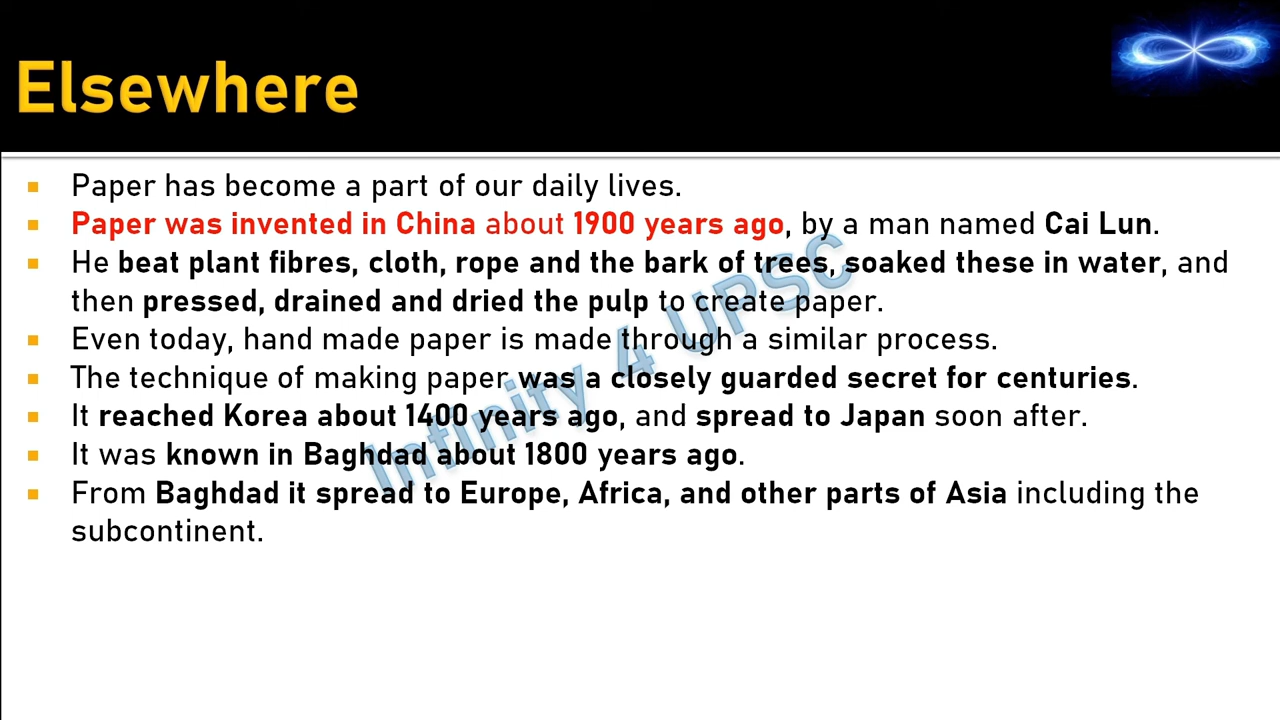 Elsewhere
Paper has become a part of our daily lives.
Paper was invented in China about 1900 years ago, by a man named Cai Lun.
He beat plant fibres, cloth, rope and the bark of trees, soaked these in water, and
then pressed, drained and dried the pulp to create paper.
Even today, hand made paper is made through a similar process.
The technique of making paper was a closely guarded secret for centuries.
It reached Korea about 1400 years ago, and spread to Japan soon after.
It was known in Baghdad about 1800 years ago.
From Baghdad it spread to Europe, Africa, and other parts of Asia including the
subcontinent.
Infinity 4 UPSC